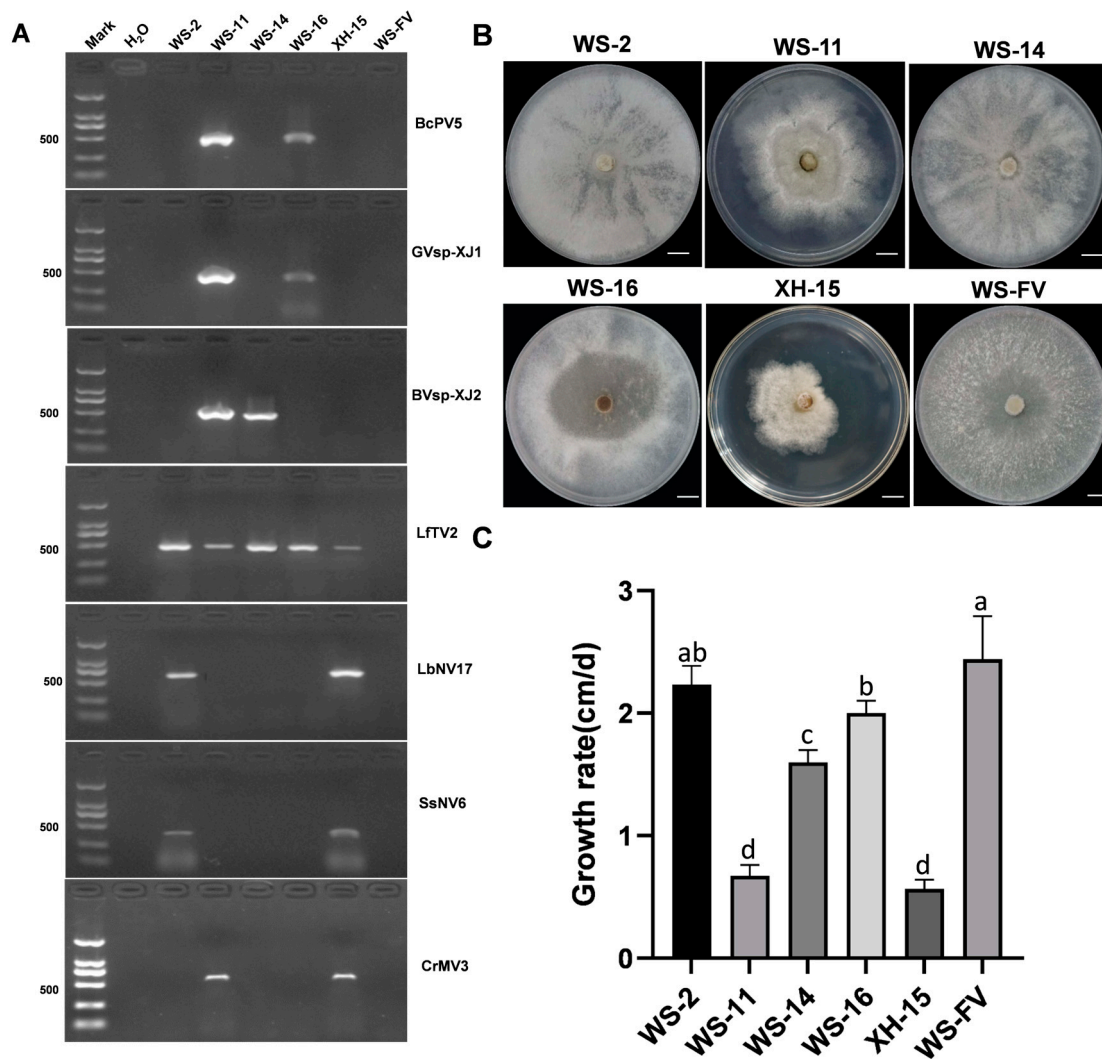 A
Mark H₂O WS-2 WS-11 WS-14 WS-16 XH-15 WS-FV
500
BcPV5
500
GVsp-XJ1
500
BVsp-XJ2
500
LfTV2
500
LbNV17
500
SsNV6
500
CrMV3
B
WS-2 WS-11 WS-14
WS-16 XH-15 WS-FV
C
Growth rate(cm/d)
3
2
1
0
ab
d
c
b
d
a
WS-2 WS-11 WS-14 WS-16 XH-15 WS-FV